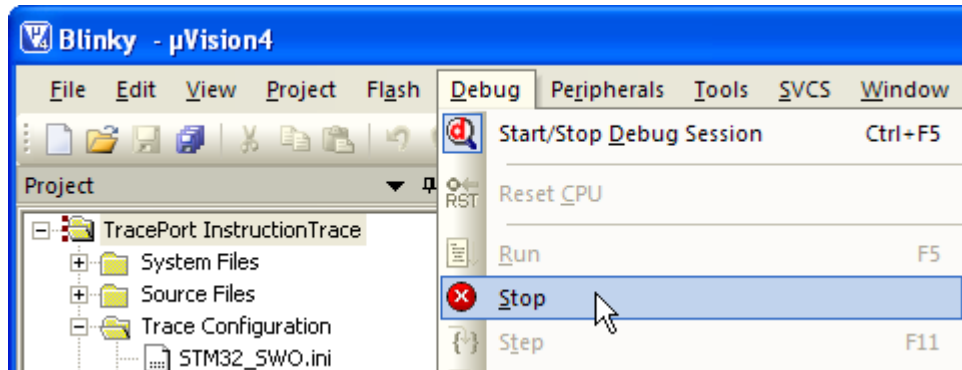 Blinky - µVision4
File Edit View Project Flash Debug Peripherals Tools SVCS Window
Start/Stop Debug Session Ctrl+F5
Project
RST Reset CPU
TracePort InstructionTrace
System Files
Run F5
Source Files
Stop
Trace Configuration
STM32_SWO.ini
Step F11